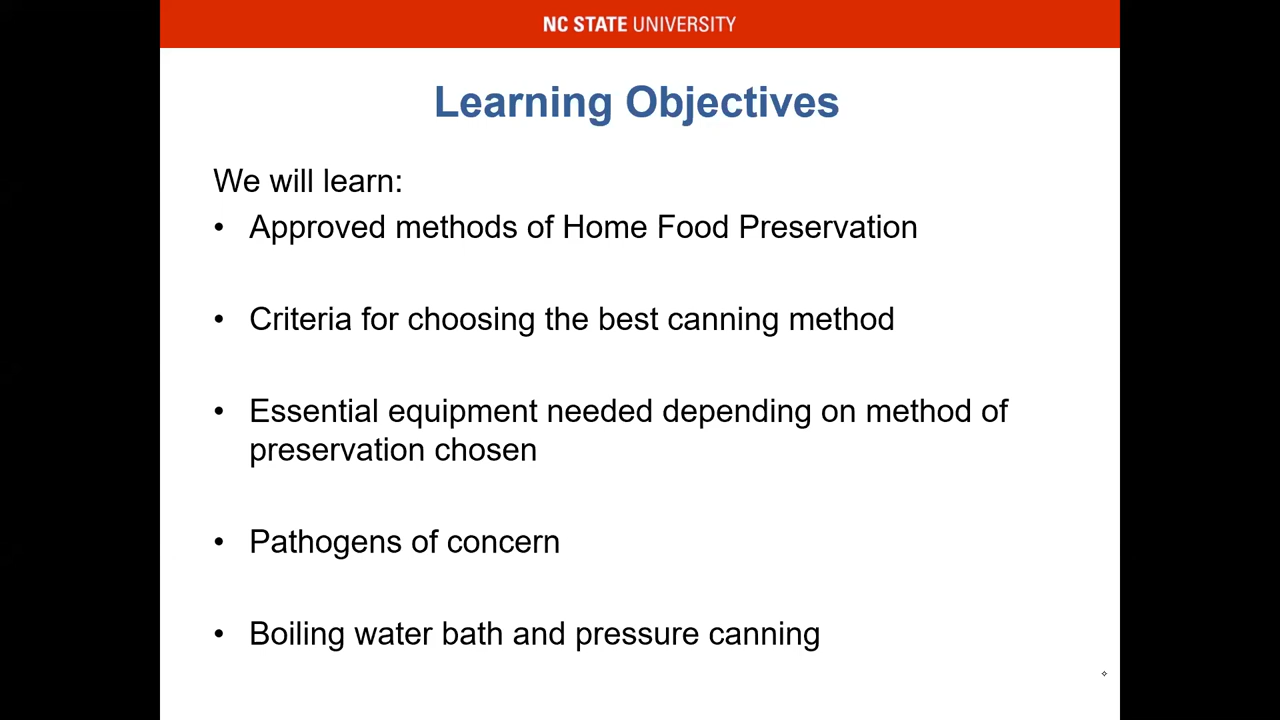 NC STATE UNIVERSITY
Learning Objectives
We will learn:
• Approved methods of Home Food Preservation
• Criteria for choosing the best canning method
• Essential equipment needed depending on method of
preservation chosen
• Pathogens of concern
• Boiling water bath and pressure canning